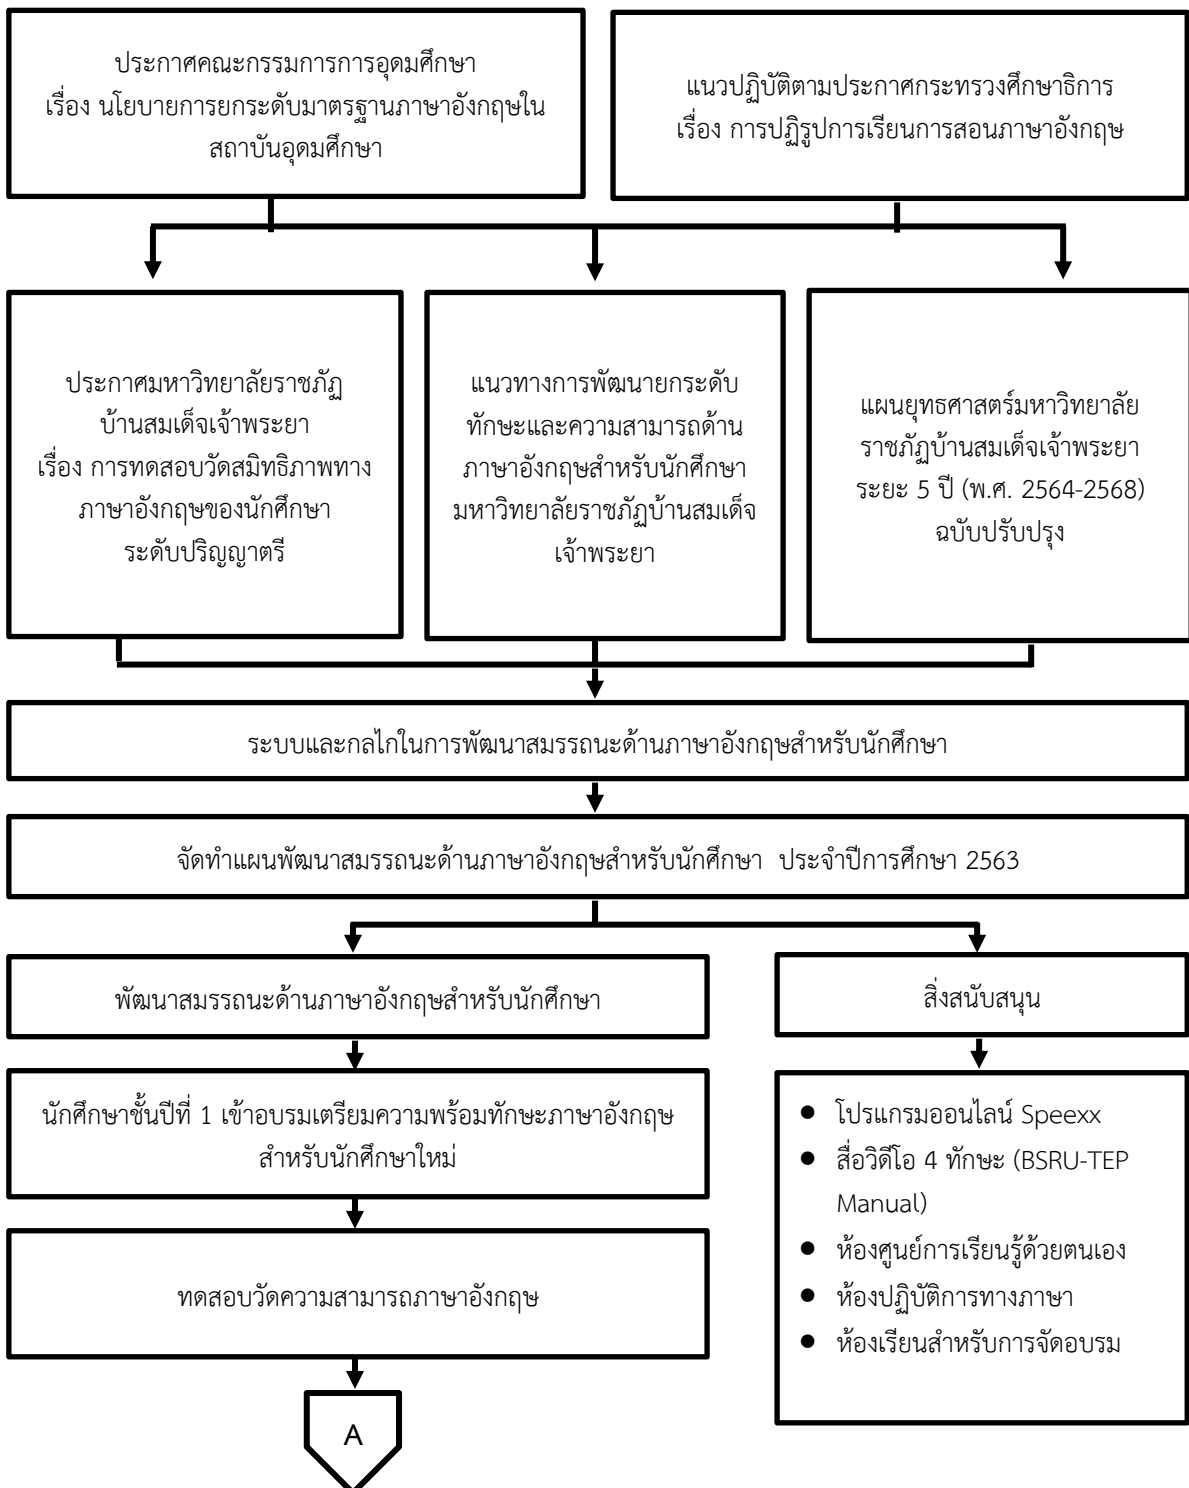 ประกาศคณะกรรมการการอุดมศึกษา
เรื่อง นโยบายการยกระดับมาตรฐานภาษาอังกฤษใน
สถาบันอุดมศึกษา
แนวปฏิบัติตามประกาศกระทรวงศึกษาธิการ
เรื่อง การปฏิรูปการเรียนการสอนภาษาอังกฤษ
ประกาศมหาวิทยาลัยราชภัฏ
บ้านสมเด็จเจ้าพระยา
เรื่อง การทดสอบวัดสมิทธิภาพทาง
ภาษาอังกฤษของนักศึกษา
ระดับปริญญาตรี
แนวทางการพัฒนายกระดับ
ทักษะและความสามารถด้าน
ภาษาอังกฤษสำหรับนักศึกษา
มหาวิทยาลัยราชภัฏบ้านสมเด็จ
เจ้าพระยา
แผนยุทธศาสตร์มหาวิทยาลัย
ราชภัฏบ้านสมเด็จเจ้าพระยา
ระยะ 5 ปี (พ.ศ. 2564-2568)
ฉบับปรับปรุง
ระบบและกลไกในการพัฒนาสมรรถนะด้านภาษาอังกฤษสำหรับนักศึกษา
จัดทำแผนพัฒนาสมรรถนะด้านภาษาอังกฤษสำหรับนักศึกษา ประจำปีการศึกษา 2563
พัฒนาสมรรถนะด้านภาษาอังกฤษสำหรับนักศึกษา
นักศึกษาชั้นปีที่ 1 เข้าอบรมเตรียมความพร้อมทักษะภาษาอังกฤษ
สำหรับนักศึกษาใหม่
ทดสอบวัดความสามารถภาษาอังกฤษ
A
สิ่งสนับสนุน
● โปรแกรมออนไลน์ Speexx
● สื่อวิดีโอ 4 ทักษะ (BSRU-TEP
Manual)
● ห้องศูนย์การเรียนรู้ด้วยตนเอง
● ห้องปฏิบัติการทางภาษา
● ห้องเรียนสำหรับการจัดอบรม